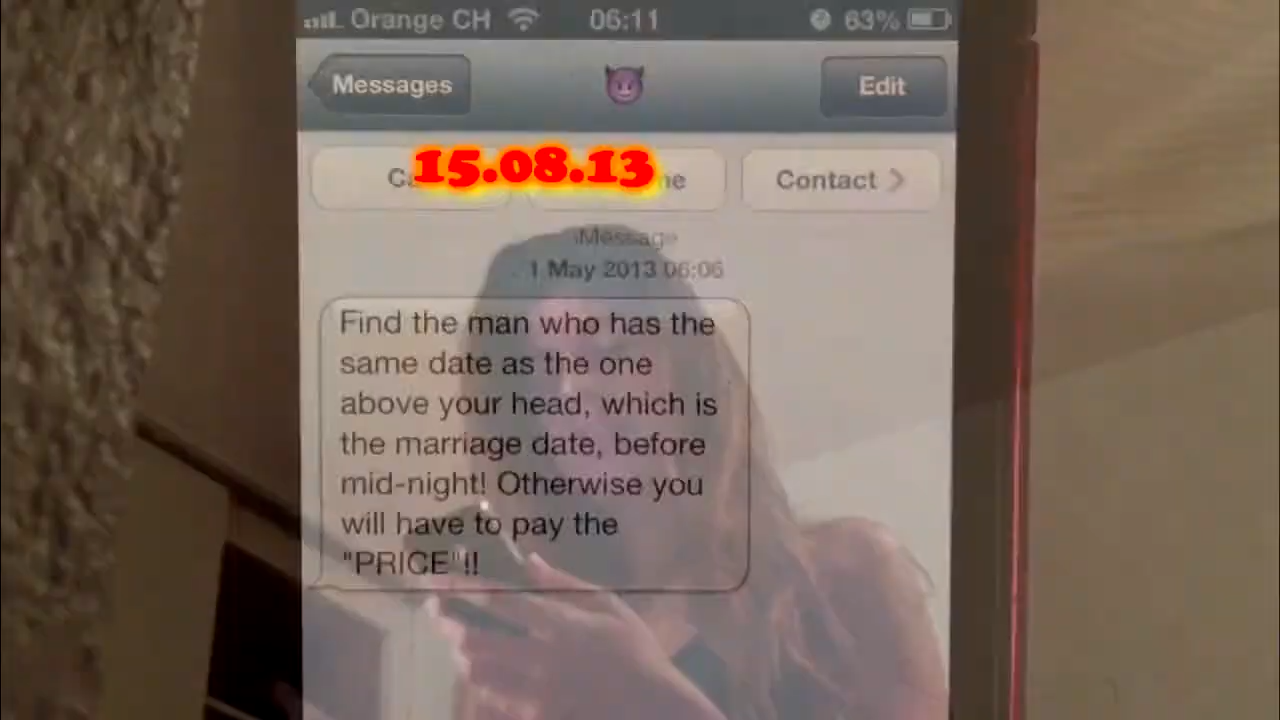 Orange CH 06:11 63%
Messages Edit
15.08.13
Contact
iMessage
1 May 2013 06:06
Find the man who has the
same date as the one
above your head, which is
the marriage date, before
mid-night! Otherwise you
will have to pay the
"PRICE"!!